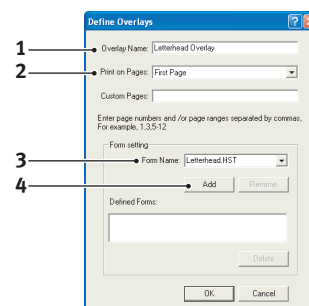 Define Overlays
1
Overlay Name: Letterhead Overlay
2
Print on Pages: First Page
Custom Pages:
Enter page numbers and /or page ranges separated by commas,
For example, 1,3,5-12
Form setting
3
Form Name: Letterhead.HST
4
Add Rename
Defined Forms:
Delete
OK Cancel